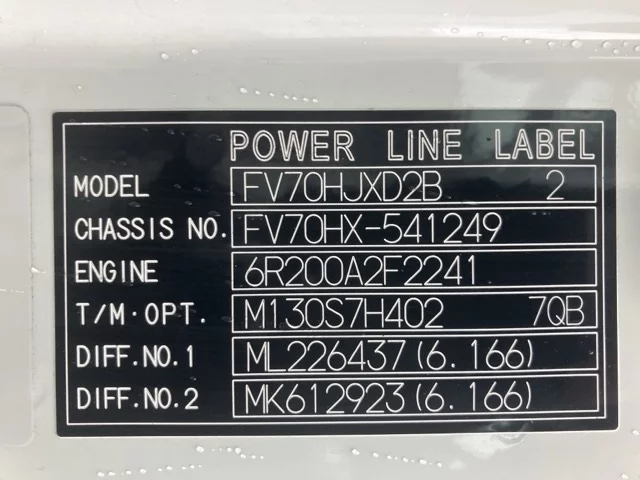 POWER LINE LABEL
MODEL FV70HJXD2B 2
CHASSIS NO. FV70HX-541249
ENGINE 6R200A2F2241
T/M·OPT. M130S7H402 7QB
DIFF.NO.1 ML226437(6.166)
DIFF.NO.2 MK612923(6.166)